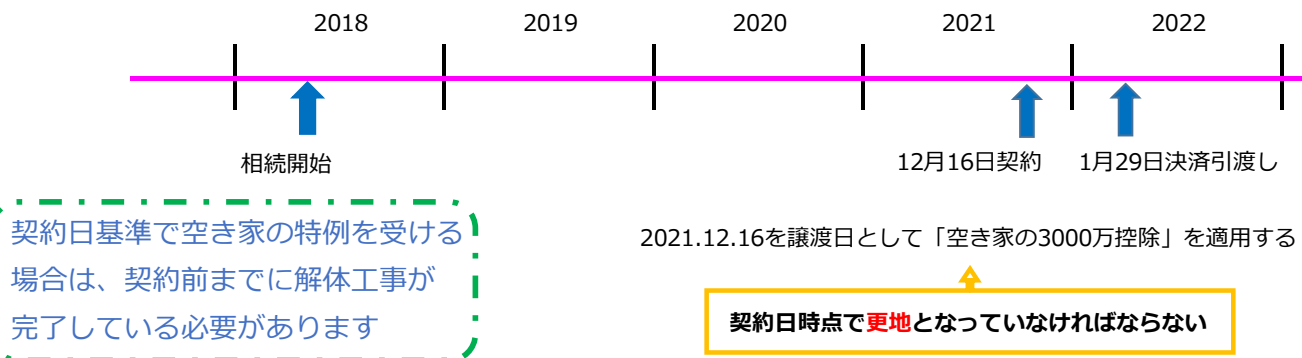 2018 2019 2020 2021 2022
相続開始
12月16日契約 1月29日決済引渡し
契約日基準で空き家の特例を受ける
場合は、契約前までに解体工事が
完了している必要があります
2021.12.16を譲渡日として「空き家の3000万控除」を適用する
契約日時点で更地となっていなければならない